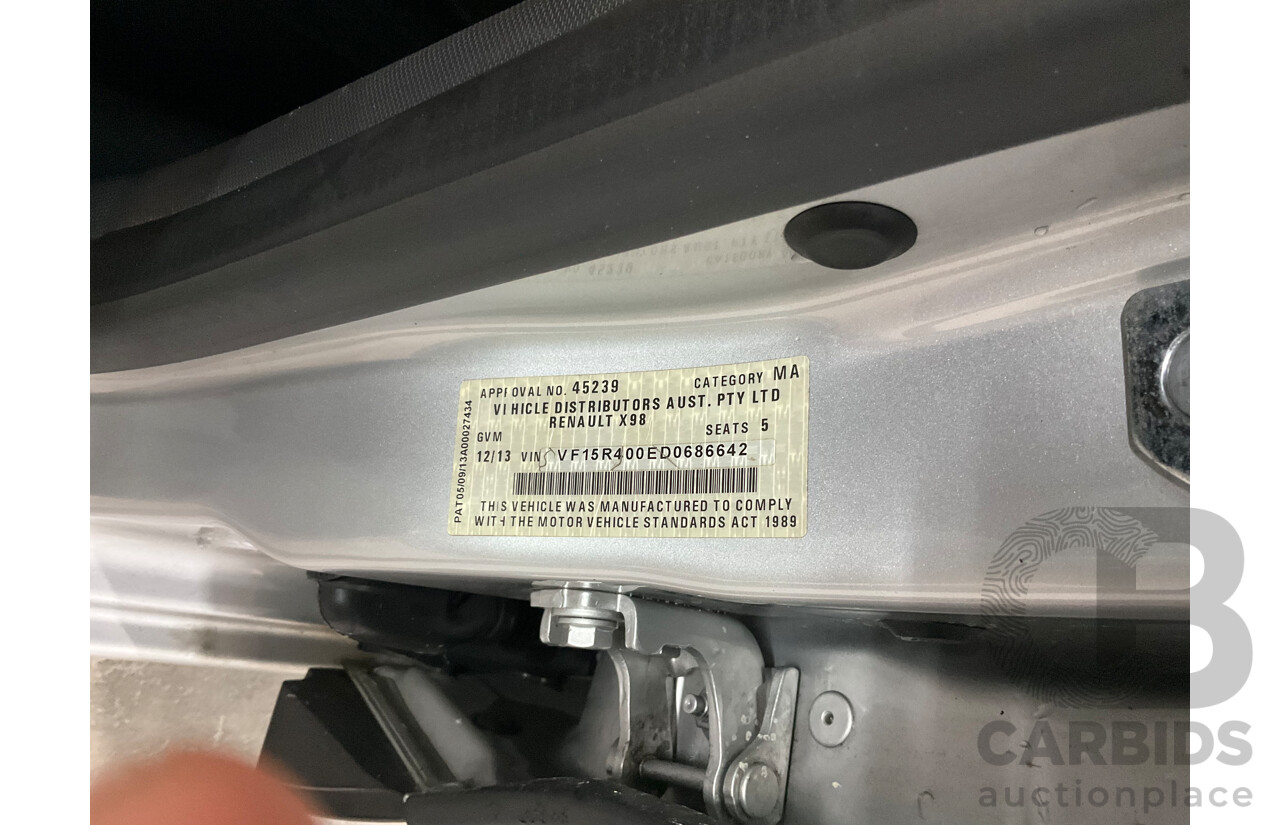 APPROVAL NO. 45239 CATEGORY MA
VEHICLE DISTRIBUTORS AUST. PTY LTD
RENAULT X98
GVM SEATS 5
12/13 VIN VF15R400ED0686642
THIS VEHICLE WAS MANUFACTURED TO COMPLY
WITH THE MOTOR VEHICLE STANDARDS ACT 1989
PAT05/09/13A00027434
CARBIDS
auctionplace